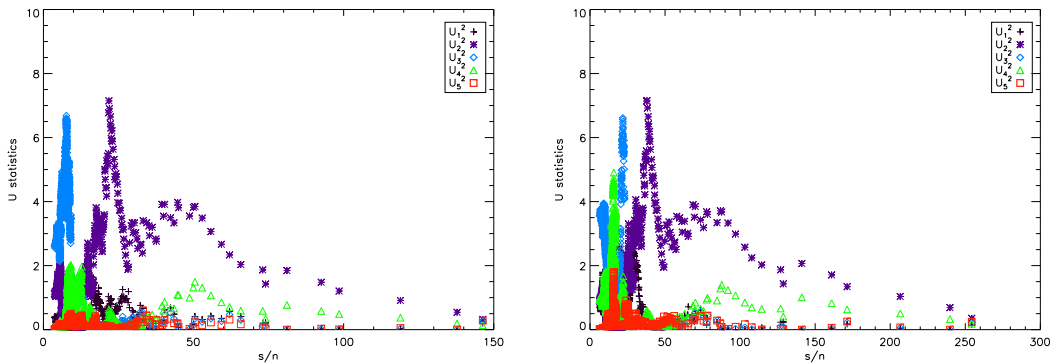 10
8
6
4
2
0
U statistics
0
50
100
150
s/n
U₁² +
U₂² ✱
U₃² ◇
U₄² △
U₅² □
10
8
6
4
2
0
U statistics
0
50
100
150
200
250
300
s/n
U₁² +
U₂² ✱
U₃² ◇
U₄² △
U₅² □